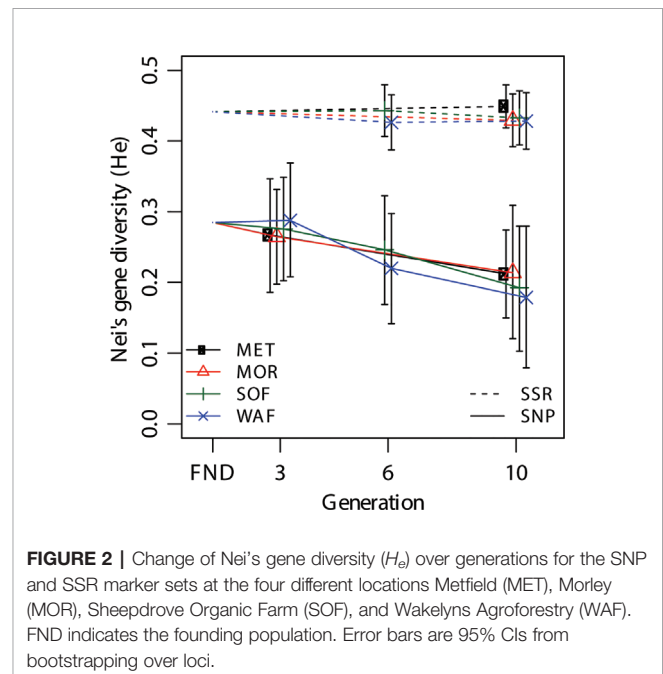 0.5
0.4
0.3
0.2
0.1
0.0
Nei's gene diversity (He)
MET
MOR
SOF
WAF
SSR
SNP
FND 3 6 10
Generation
FIGURE 2 | Change of Nei's gene diversity (He) over generations for the SNP
and SSR marker sets at the four different locations Metfield (MET), Morley
(MOR), Sheepdrove Organic Farm (SOF), and Wakelyns Agroforestry (WAF).
FND indicates the founding population. Error bars are 95% CIs from
bootstrapping over loci.